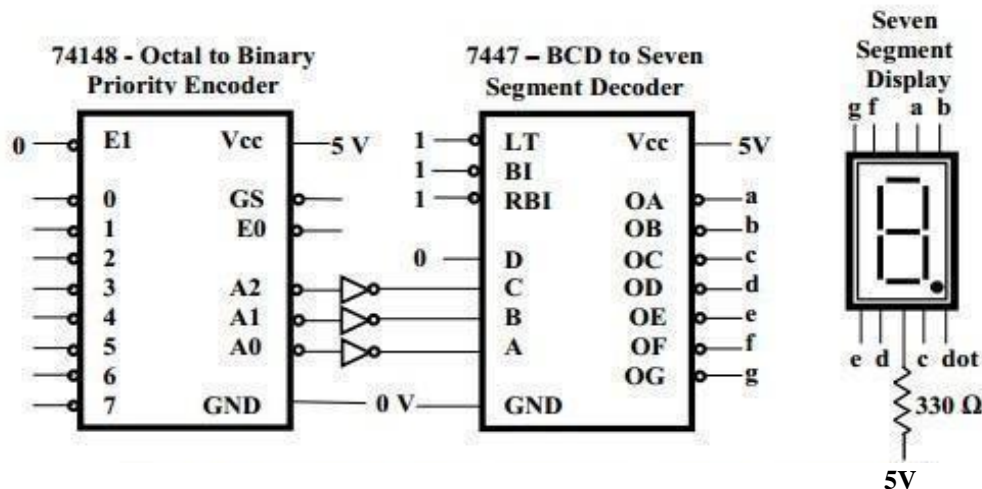 74148 - Octal to Binary
Priority Encoder
7447 – BCD to Seven
Segment Decoder
Seven
Segment
Display
g f a b
0 E1 Vcc 5 V
0 GS
1 E0
2
3 A2
4 A1
5 A0
6
7 GND 0 V
1 LT Vcc 5V
1 BI
1 RBI OA a
OB b
0 D OC c
C OD d
B OE e
A OF f
OG g
GND
e d c dot
330 Ω
5V